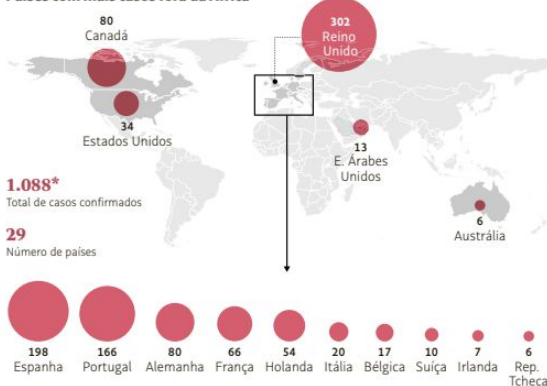 80
Canadá
302
Reino
Unido
34
Estados Unidos
13
E. Árabes
Unidos
1.088*
Total de casos confirmados
6
Austrália
29
Número de países
198
Espanha
166
Portugal
80
Alemanha
66
França
54
Holanda
20
Itália
17
Bélgica
10
Suíça
7
Irlanda
6
Rep.
Tcheca